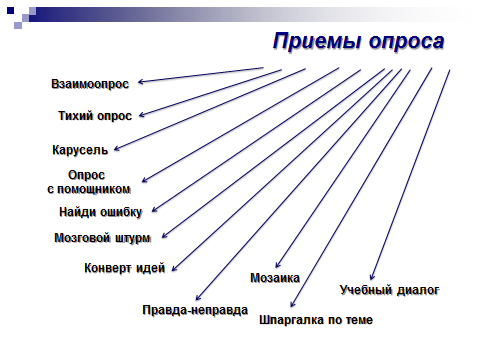 Приемы опроса
Взаимоопрос
Тихий опрос
Карусель
Опрос
с помощником
Найди ошибку
Мозговой штурм
Конверт идей
Мозаика
Учебный диалог
Правда-неправда
Шпаргалка по теме